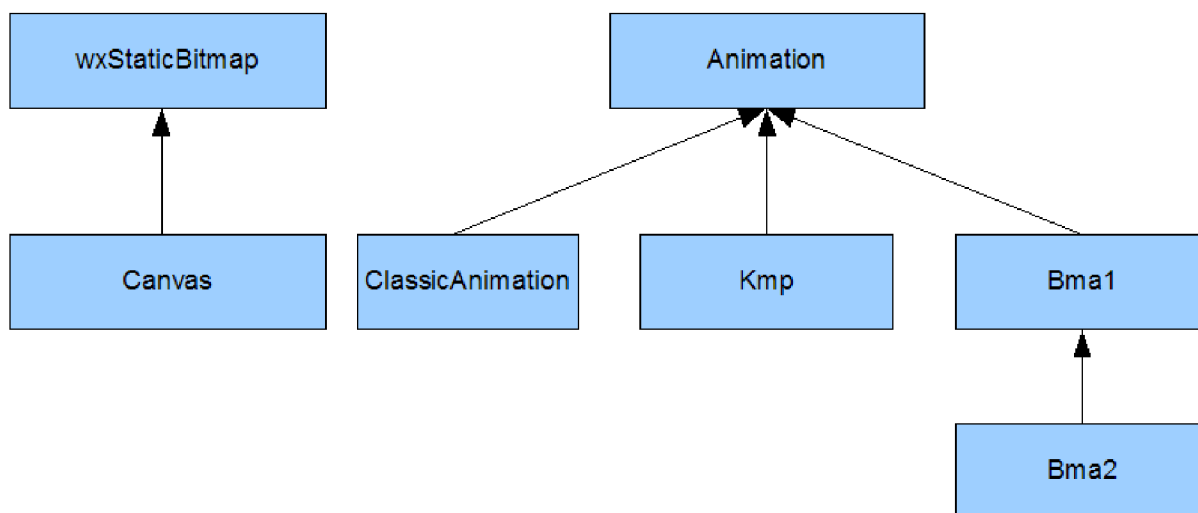 wxStaticBitmap
Animation
Canvas
ClassicAnimation
Kmp
Bma1
Bma2